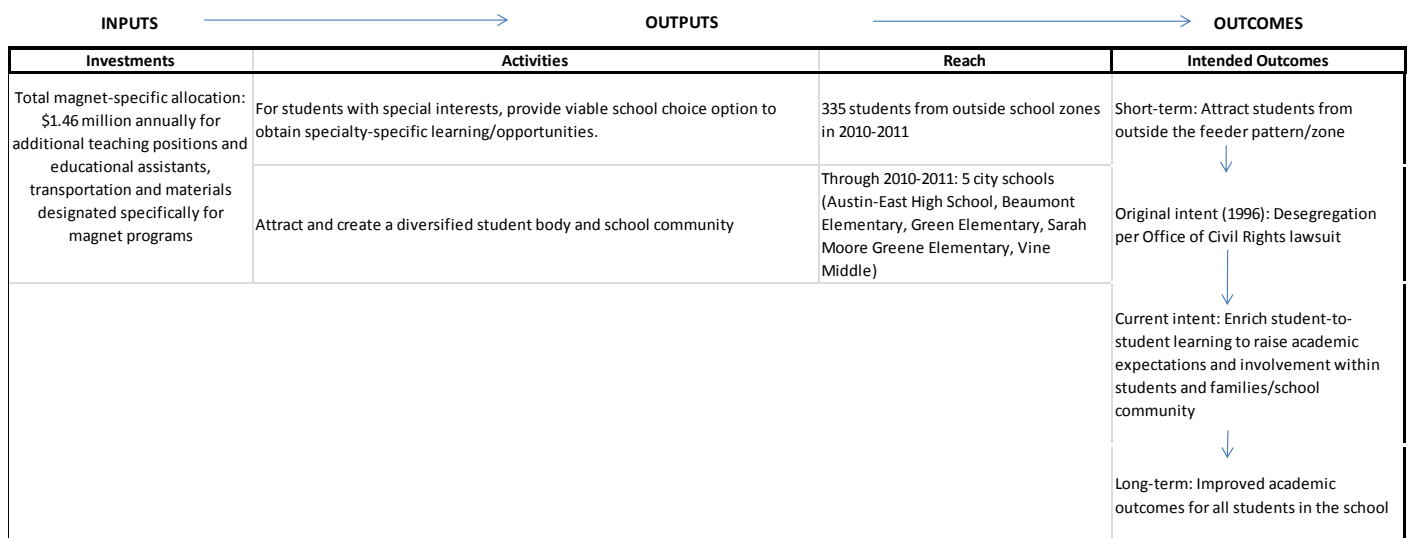 INPUTS
OUTPUTS
OUTCOMES
Investments
Activities
Reach
Intended Outcomes
Total magnet-specific allocation:
$1.46 million annually for
additional teaching positions and
educational assistants,
transportation and materials
designated specifically for
magnet programs
For students with special interests, provide viable school choice option to
obtain specialty-specific learning/opportunities.
335 students from outside school zones
in 2010-2011
Short-term: Attract students from
outside the feeder pattern/zone
Attract and create a diversified student body and school community
Through 2010-2011: 5 city schools
(Austin-East High School, Beaumont
Elementary, Green Elementary, Sarah
Moore Greene Elementary, Vine
Middle)
Original intent (1996): Desegregation
per Office of Civil Rights lawsuit
Current intent: Enrich student-to-
student learning to raise academic
expectations and involvement within
students and families/school
community
Long-term: Improved academic
outcomes for all students in the school